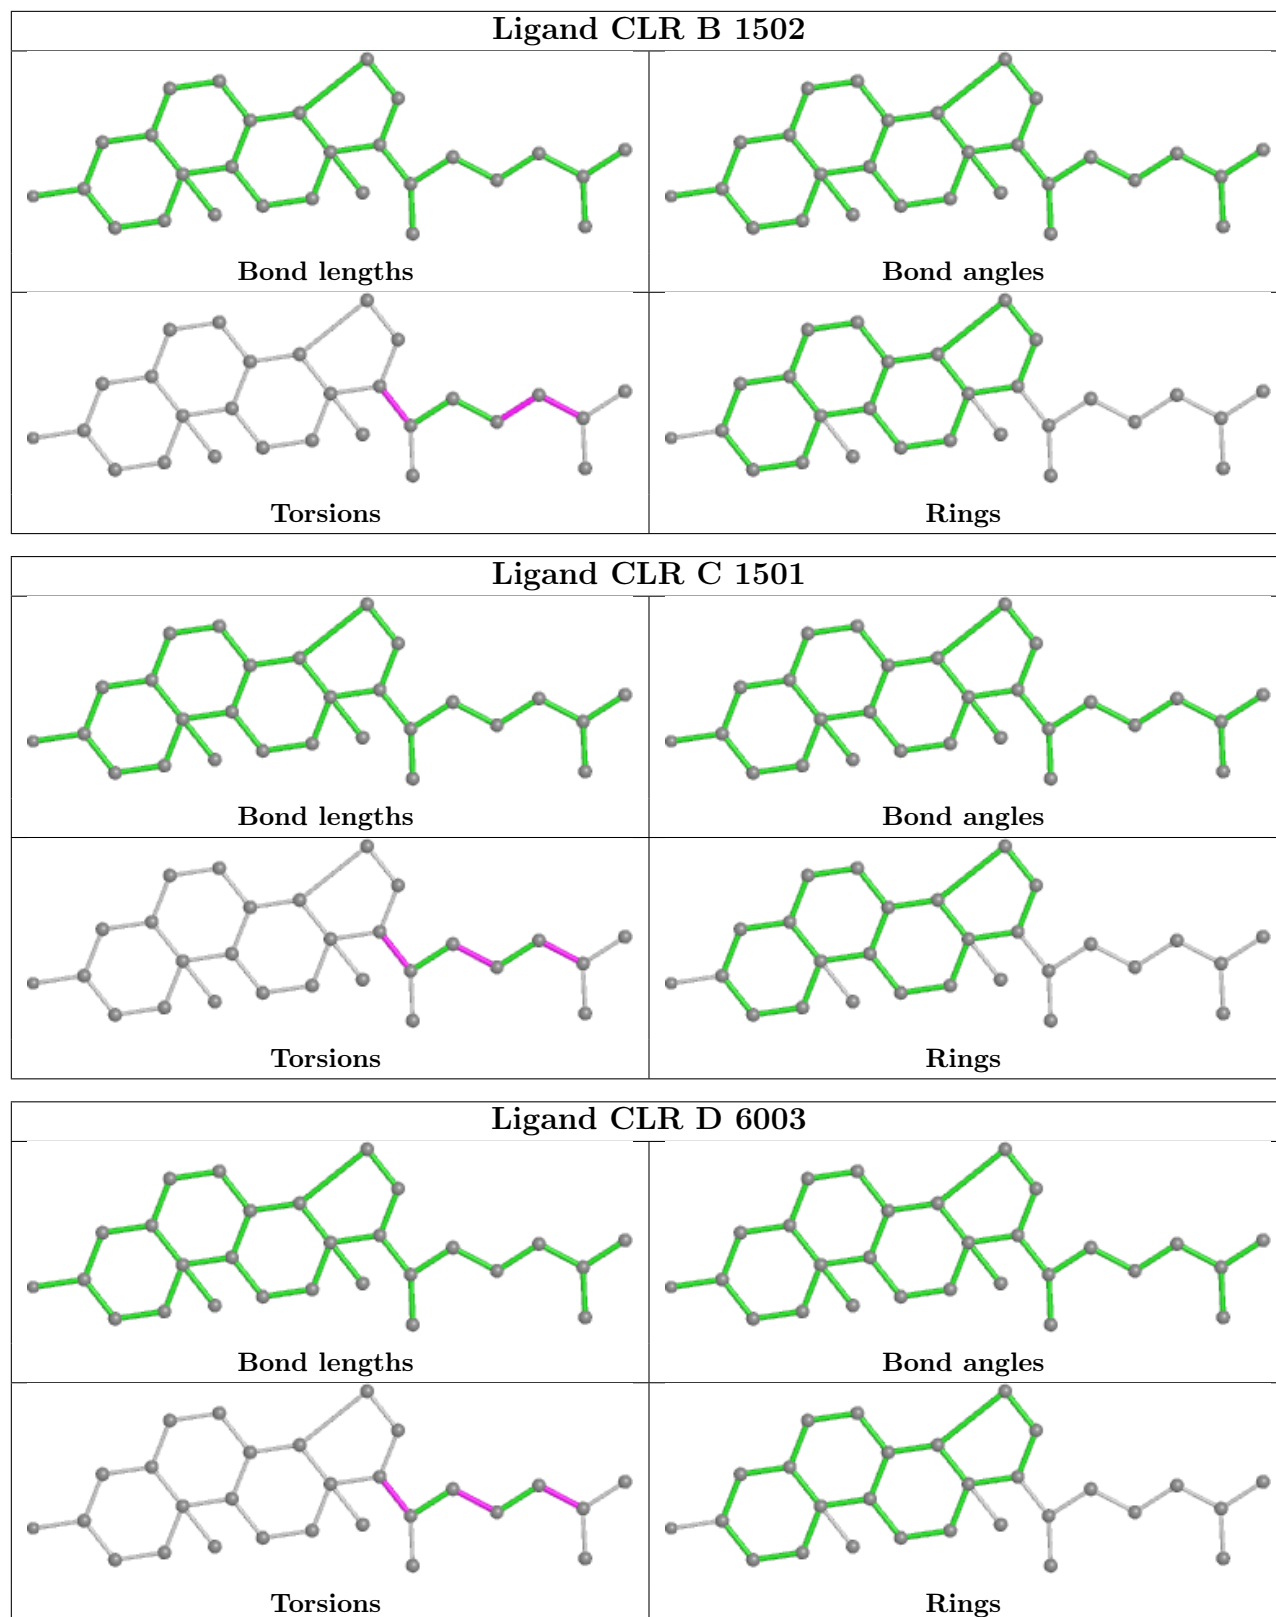 Ligand CLR B 1502
Bond lengths
Bond angles
Torsions
Rings
Ligand CLR C 1501
Bond lengths
Bond angles
Torsions
Rings
Ligand CLR D 6003
Bond lengths
Bond angles
Torsions
Rings